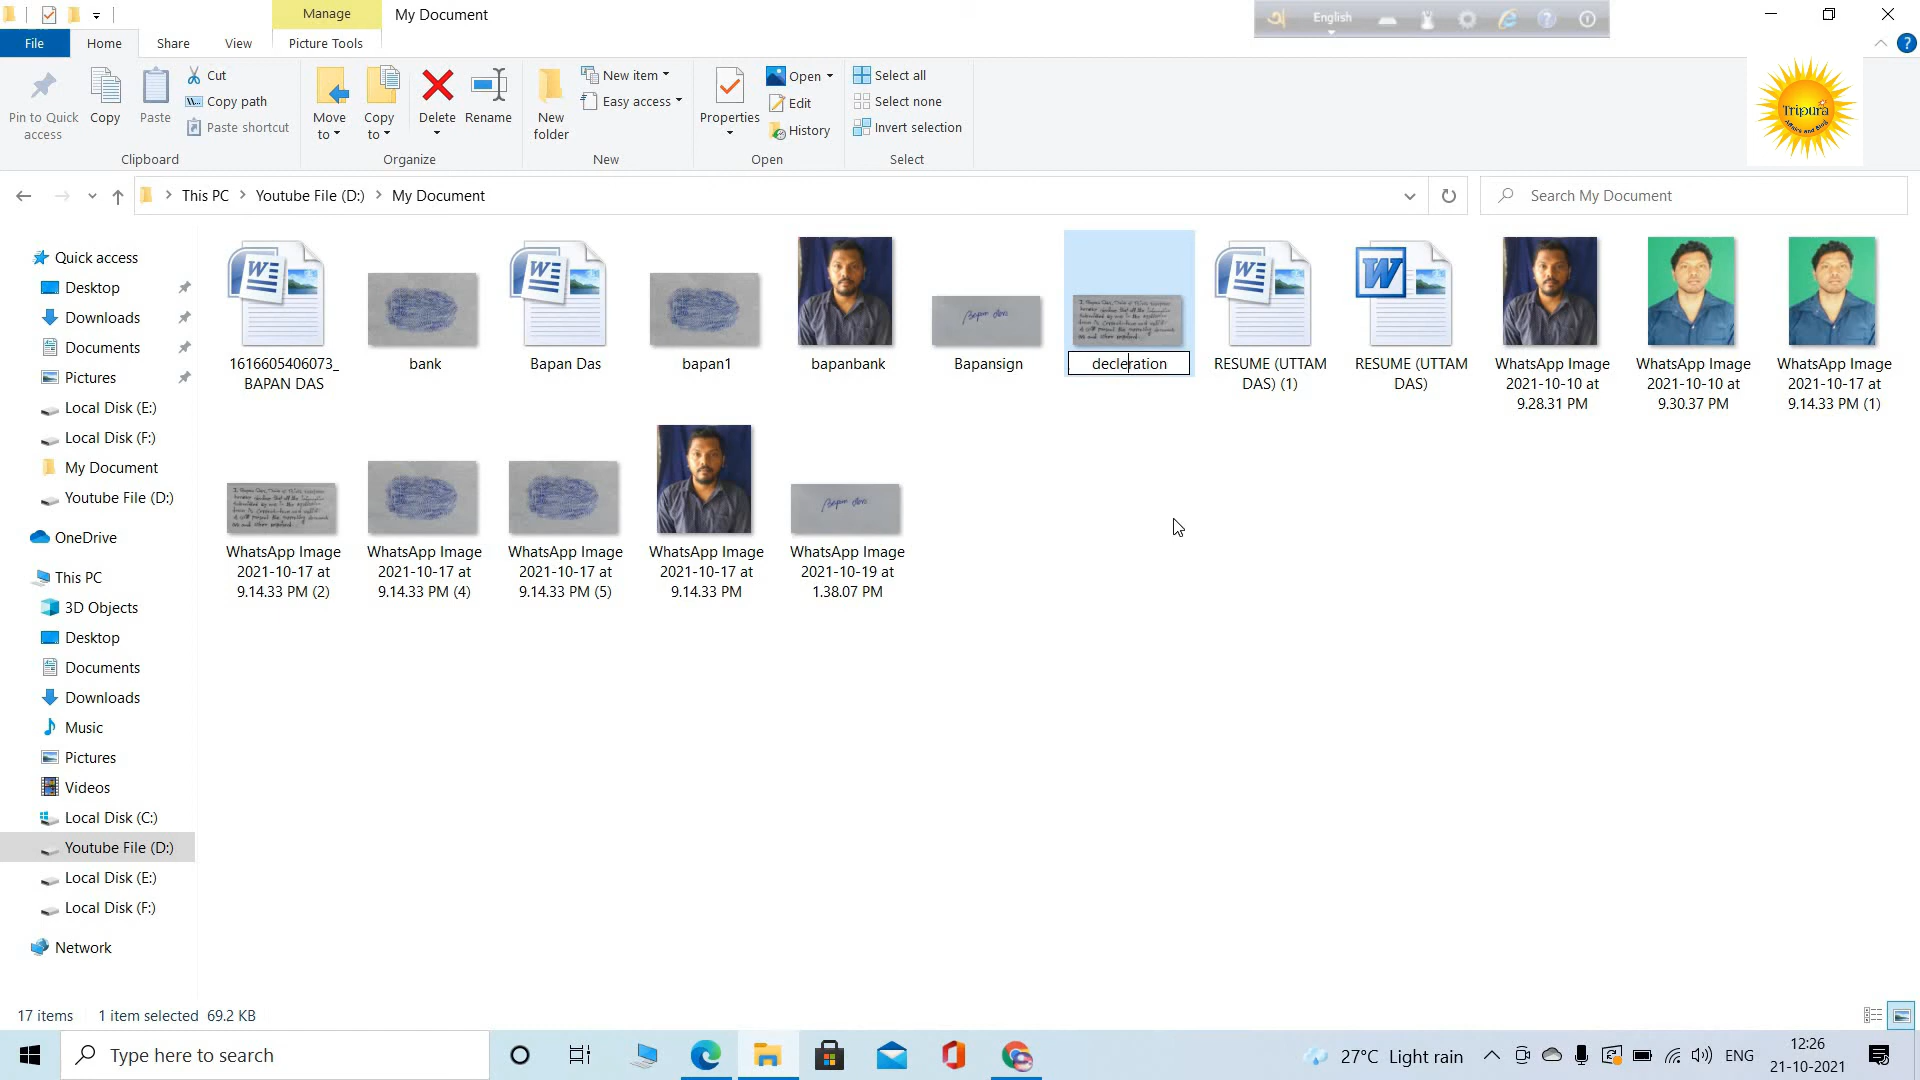 Manage
My Document
English
File
Home
Share
View
Picture Tools
Pin to Quick access
Copy
Paste
Cut
Copy path
Paste shortcut
Clipboard
Move to
Copy to
Delete
Rename
Organize
New folder
New item
Easy access
New
Properties
Open
Edit
History
Open
Select all
Select none
Invert selection
Select
Tripura
Affairs and Blog
This PC
Youtube File (D:)
My Document
Search My Document
Quick access
Desktop
Downloads
Documents
Pictures
Local Disk (E:)
Local Disk (F:)
My Document
Youtube File (D:)
OneDrive
This PC
3D Objects
Desktop
Documents
Downloads
Music
Pictures
Videos
Local Disk (C:)
Youtube File (D:)
Local Disk (E:)
Local Disk (F:)
Network
1616605406073_
BAPAN DAS
bank
Bapan Das
bapan1
bapanbank
Bapan das
Bapansign
decleration
RESUME (UTTAM
DAS) (1)
RESUME (UTTAM
DAS)
WhatsApp Image
2021-10-10 at
9.28.31 PM
WhatsApp Image
2021-10-10 at
9.30.37 PM
WhatsApp Image
2021-10-17 at
9.14.33 PM (1)
WhatsApp Image
2021-10-17 at
9.14.33 PM (2)
WhatsApp Image
2021-10-17 at
9.14.33 PM (4)
WhatsApp Image
2021-10-17 at
9.14.33 PM (5)
WhatsApp Image
2021-10-17 at
9.14.33 PM
Bapan das
WhatsApp Image
2021-10-19 at
1.38.07 PM
17 items
1 item selected 69.2 KB
Type here to search
27°C Light rain
ENG
12:26
21-10-2021